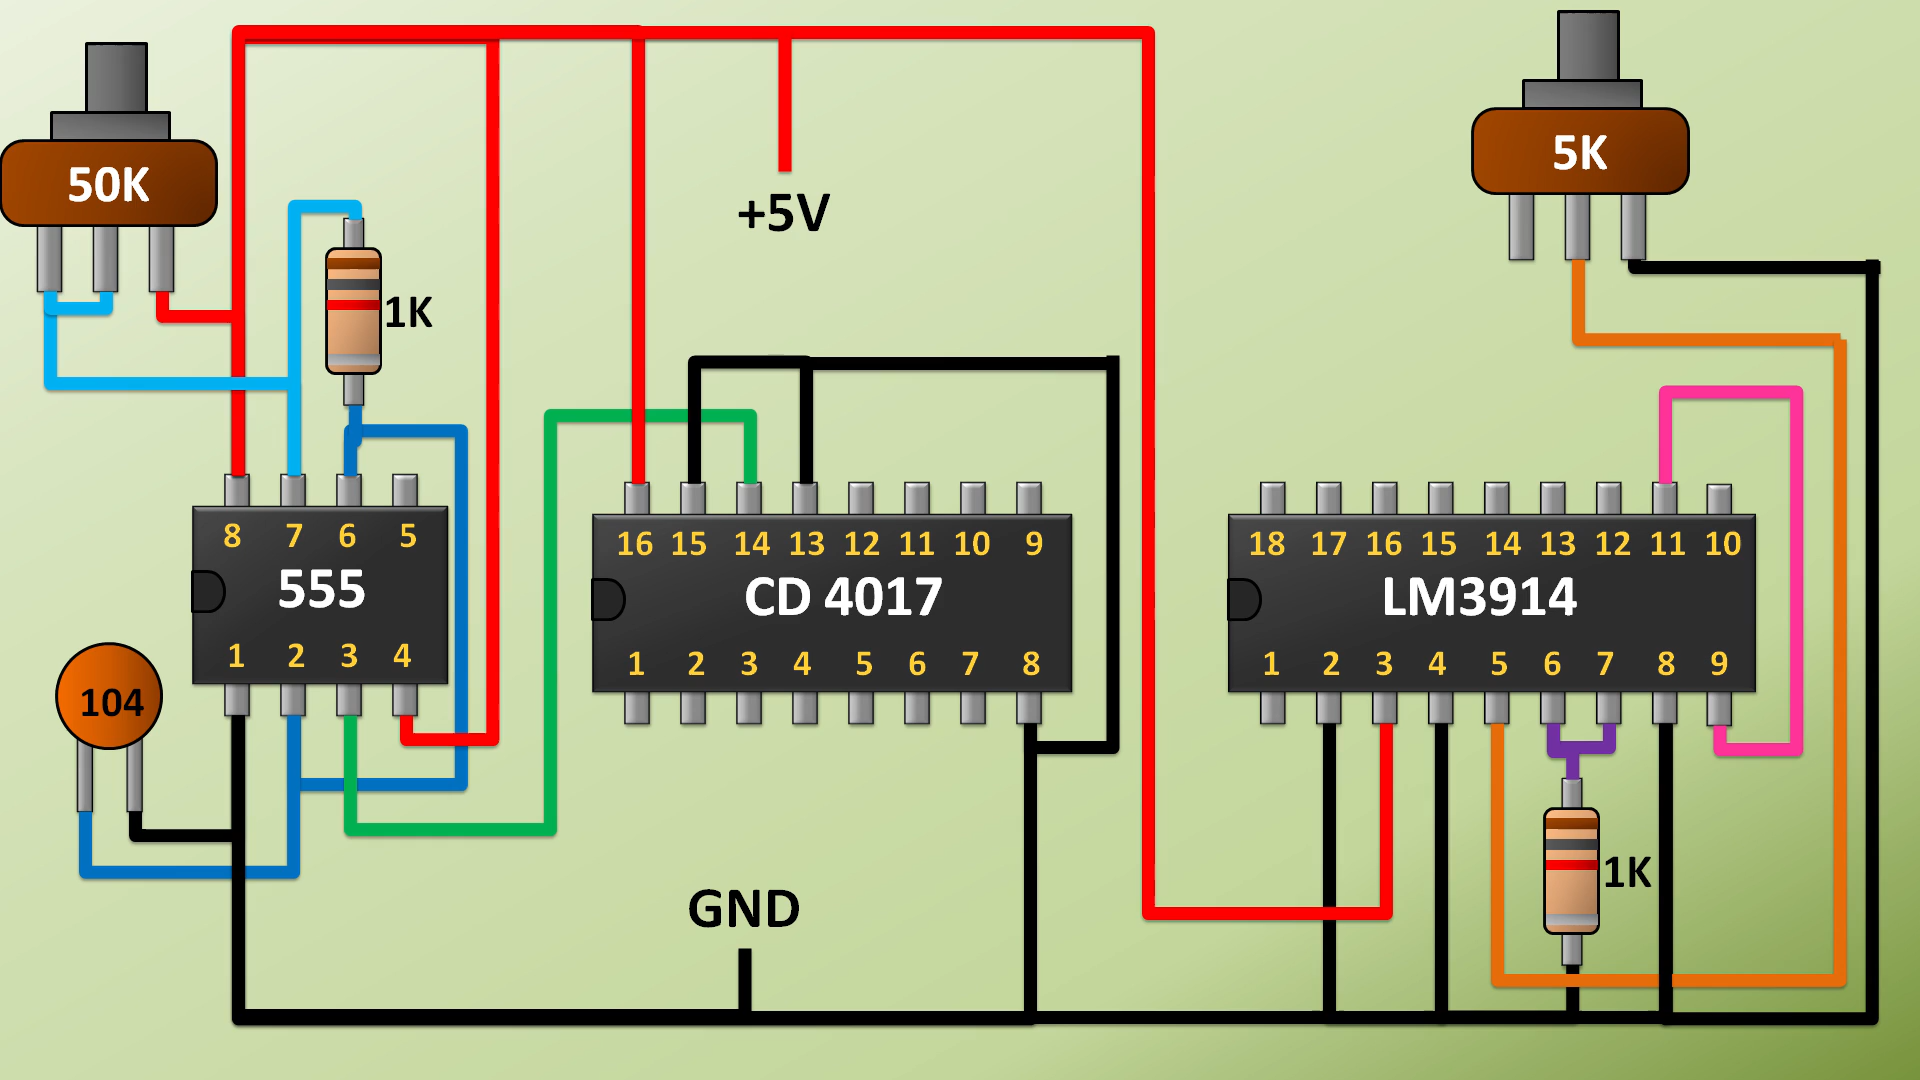 50K
+5V
5K
1K
8 7 6 5
555
1 2 3 4
16 15 14 13 12 11 10 9
CD 4017
1 2 3 4 5 6 7 8
18 17 16 15 14 13 12 11 10
LM3914
1 2 3 4 5 6 7 8 9
104
1K
GND